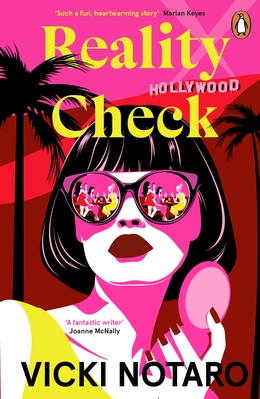 'Such a fun, heartwarming story' Marian Keyes
Reality
HOLLYWOOD
Check
'A fantastic writer'
Joanne McNally
VICKI NOTARO